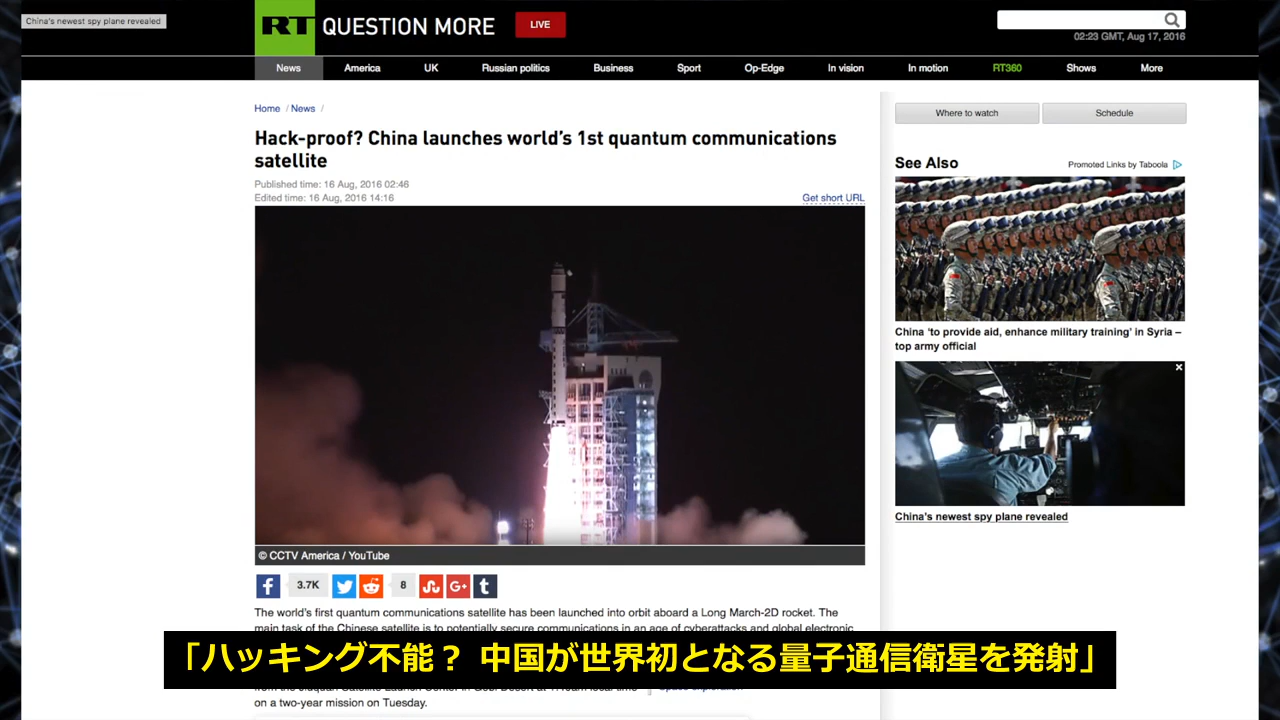 China's newest spy plane revealed
RT QUESTION MORE
LIVE
02:23 GMT, Aug 17, 2016
News America UK Russian politics Business Sport Op-Edge In vision In motion RT360 Shows More
Home / News /
Hack-proof? China launches world's 1st quantum communications
satellite
Published time: 16 Aug, 2016 02:46
Edited time: 16 Aug, 2016 14:16
Get short URL
© CCTV America / YouTube
3.7K
8
The world's first quantum communications satellite has been launched into orbit aboard a Long March-2D rocket. The
main task of the Chinese satellite is to potentially secure communications in an age of cyberattacks and global electronic
「ハッキング不能？ 中国が世界初となる量子通信衛星を発射」
on a two-year mission on Tuesday.
Where to watch
Schedule
See Also
Promoted Links by Taboola
China 'to provide aid, enhance military training' in Syria –
top army official
China's newest spy plane revealed